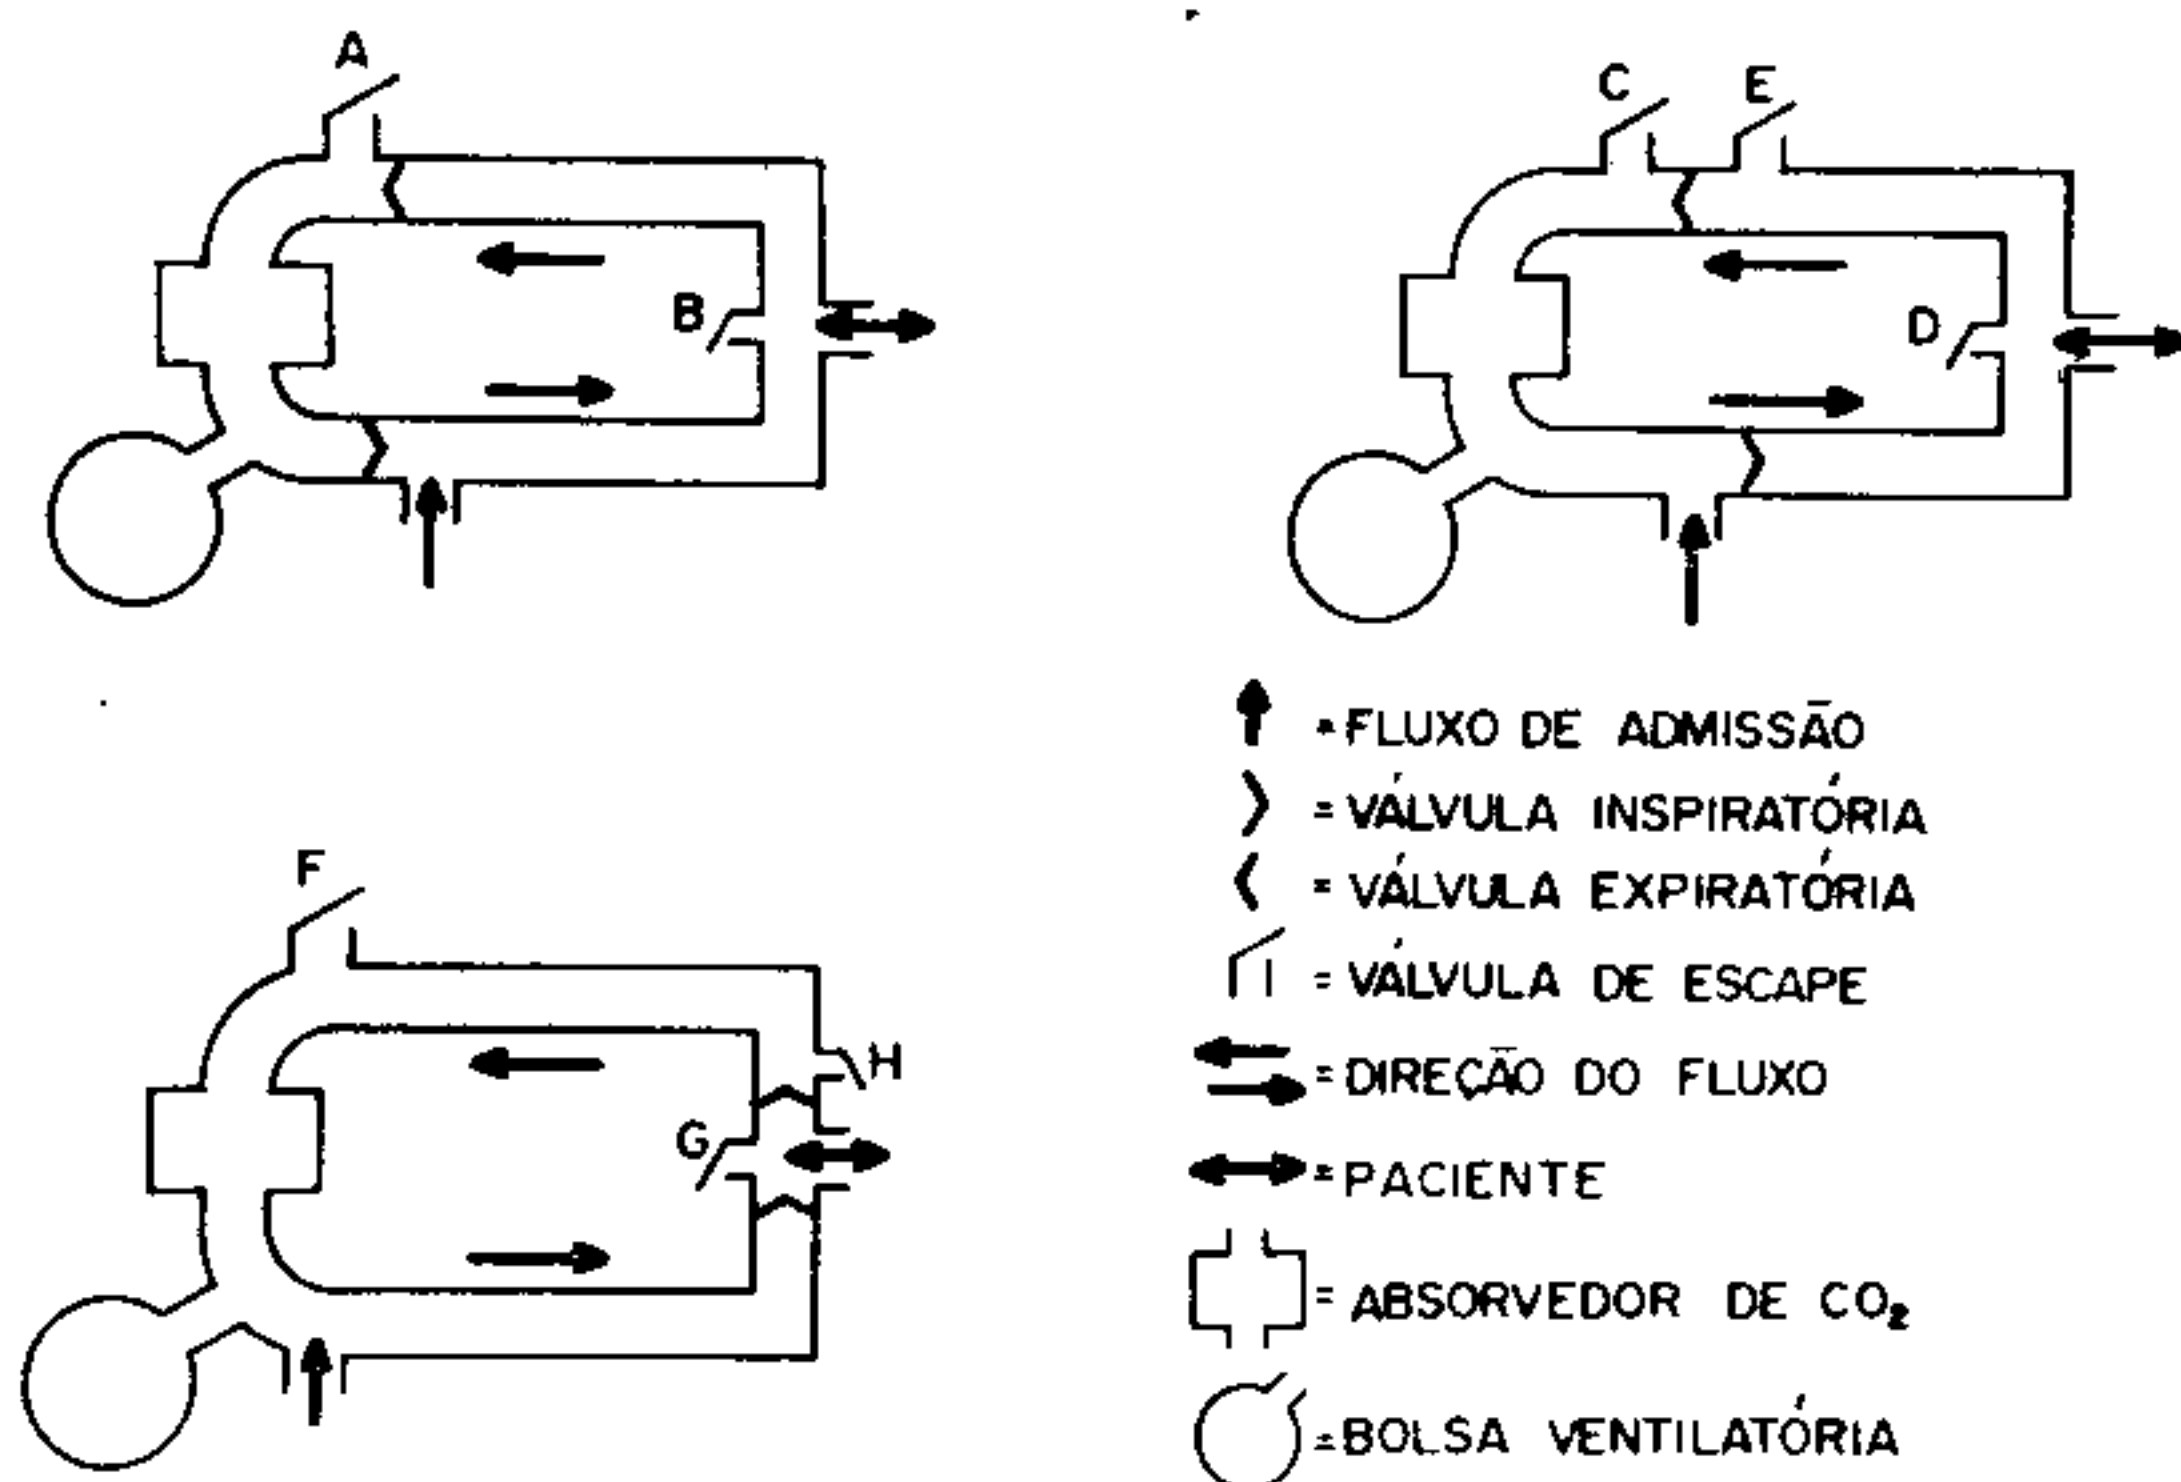 A
B
C
E
D
F
G
H
= FLUXO DE ADMISSÃO
= VÁLVULA INSPIRATÓRIA
= VÁLVULA EXPIRATÓRIA
= VÁLVULA DE ESCAPE
= DIREÇÃO DO FLUXO
= PACIENTE
= ABSORVEDOR DE CO₂
= BOLSA VENTILATÓRIA